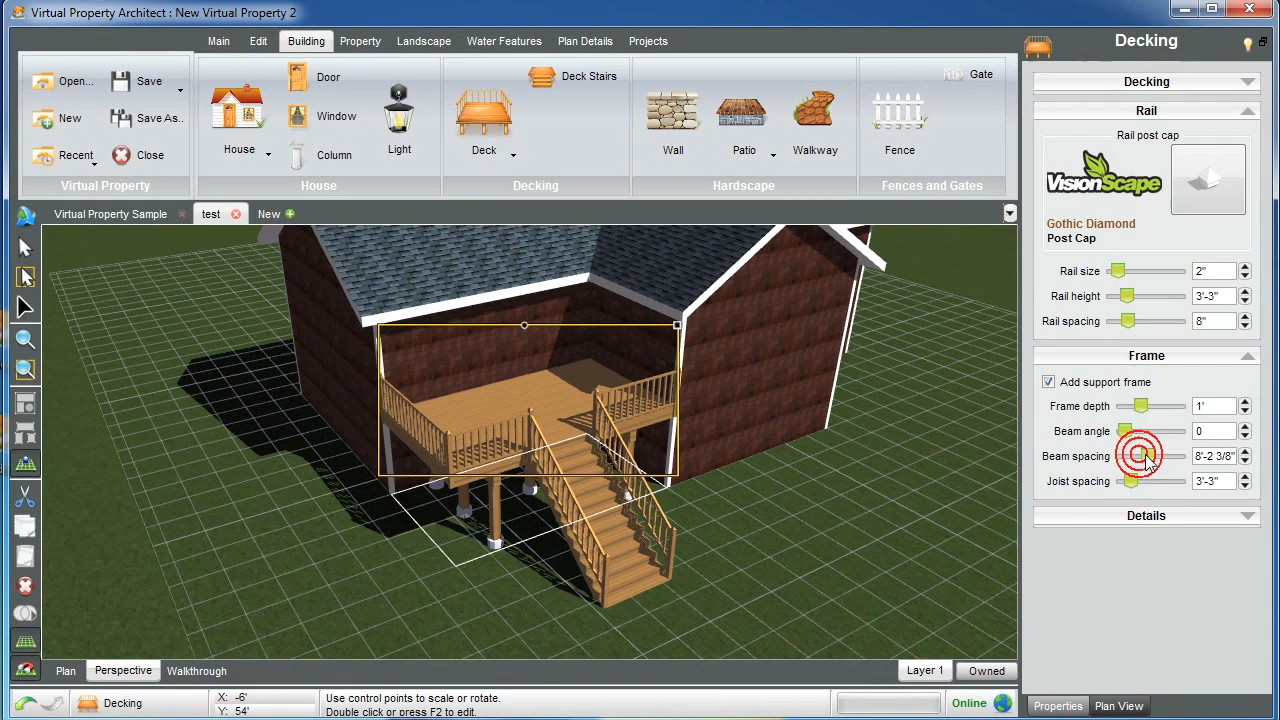 Virtual Property Architect : New Virtual Property 2
Main Edit Building Property Landscape Water Features Plan Details Projects
Open... Save
New Save As..
Recent Close
Virtual Property
House Door
Window
Column
Light
House
Deck Deck Stairs
Decking
Wall Patio Walkway
Hardscape
Fence Gate
Fences and Gates
Virtual Property Sample test New
Plan Perspective Walkthrough Layer 1 Owned
Decking X: -6' Use control points to scale or rotate.
Y: 54' Double click or press F2 to edit.
Online
Decking
Decking
Rail
Rail post cap
VisionScape
Gothic Diamond
Post Cap
Rail size 2"
Rail height 3'-3"
Rail spacing 8"
Frame
Add support frame
Frame depth 1'
Beam angle 0
Beam spacing 8'-2 3/8"
Joist spacing 3'-3"
Details
Properties Plan View